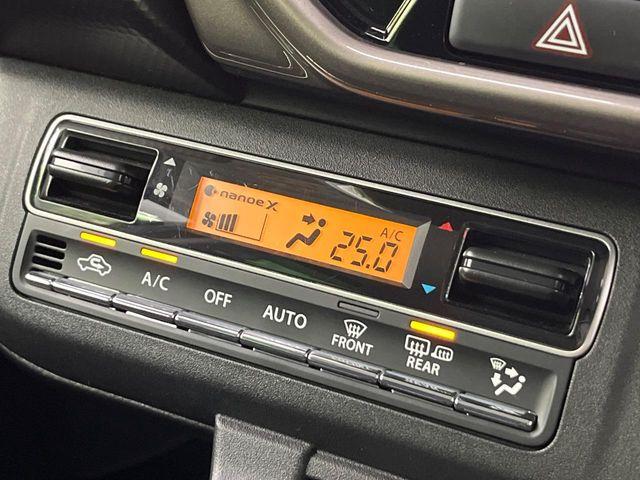 nanoe X
A/C
25.0
A/C
OFF
AUTO
FRONT
REAR